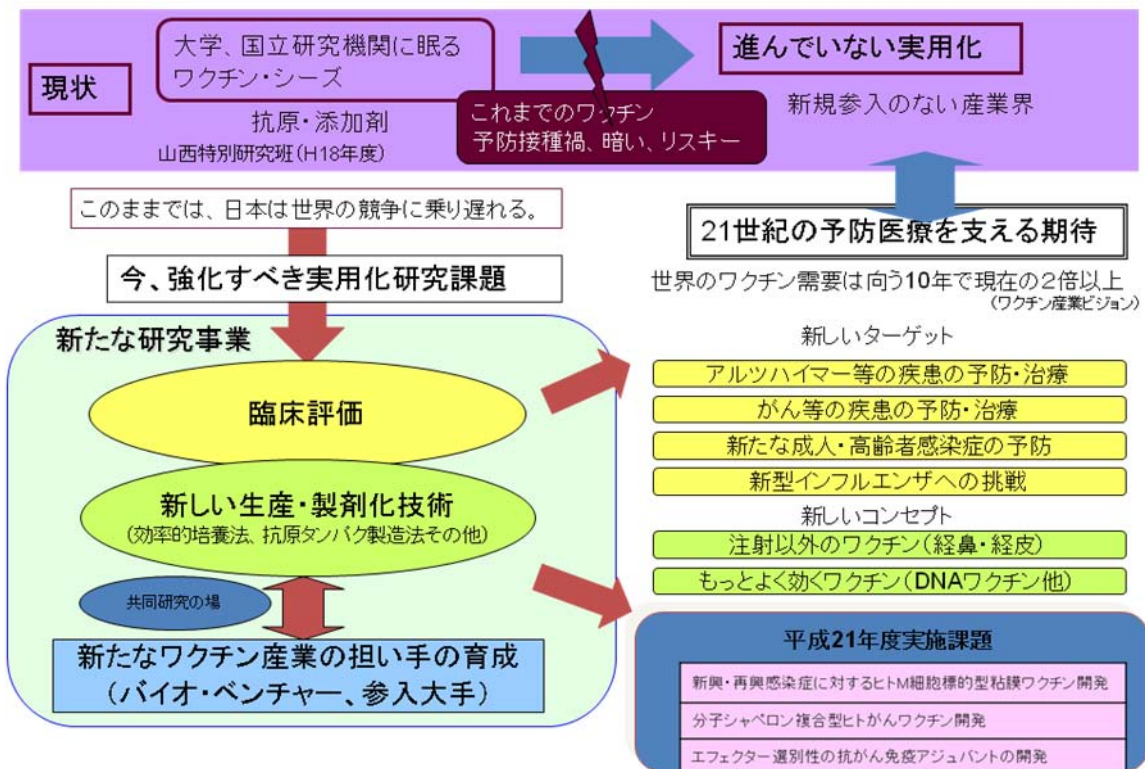 現状
大学、国立研究機関に眠る
ワクチン・シーズ
抗原・添加剤
山西特別研究班(H18年度)
これまでのワクチン
予防接種禍、暗い、リスキー
進んでいない実用化
新規参入のない産業界
このままでは、日本は世界の競争に乗り遅れる。
今、強化すべき実用化研究課題
新たな研究事業
臨床評価
新しい生産・製剤化技術
(効率的培養法、抗原タンパク製造法その他)
共同研究の場
新たなワクチン産業の担い手の育成
(バイオ・ベンチャー、参入大手)
21世紀の予防医療を支える期待
世界のワクチン需要は向う10年で現在の2倍以上
(ワクチン産業ビジョン)
新しいターゲット
アルツハイマー等の疾患の予防・治療
がん等の疾患の予防・治療
新たな成人・高齢者感染症の予防
新型インフルエンザへの挑戦
新しいコンセプト
注射以外のワクチン(経鼻・経皮)
もっとよく効くワクチン(DNAワクチン他)
平成21年度実施課題
新興・再興感染症に対するヒトM細胞標的型粘膜ワクチン開発
分子シャペロン複合型ヒトがんワクチン開発
エフェクター選別性の抗がん免疫アジュバントの開発